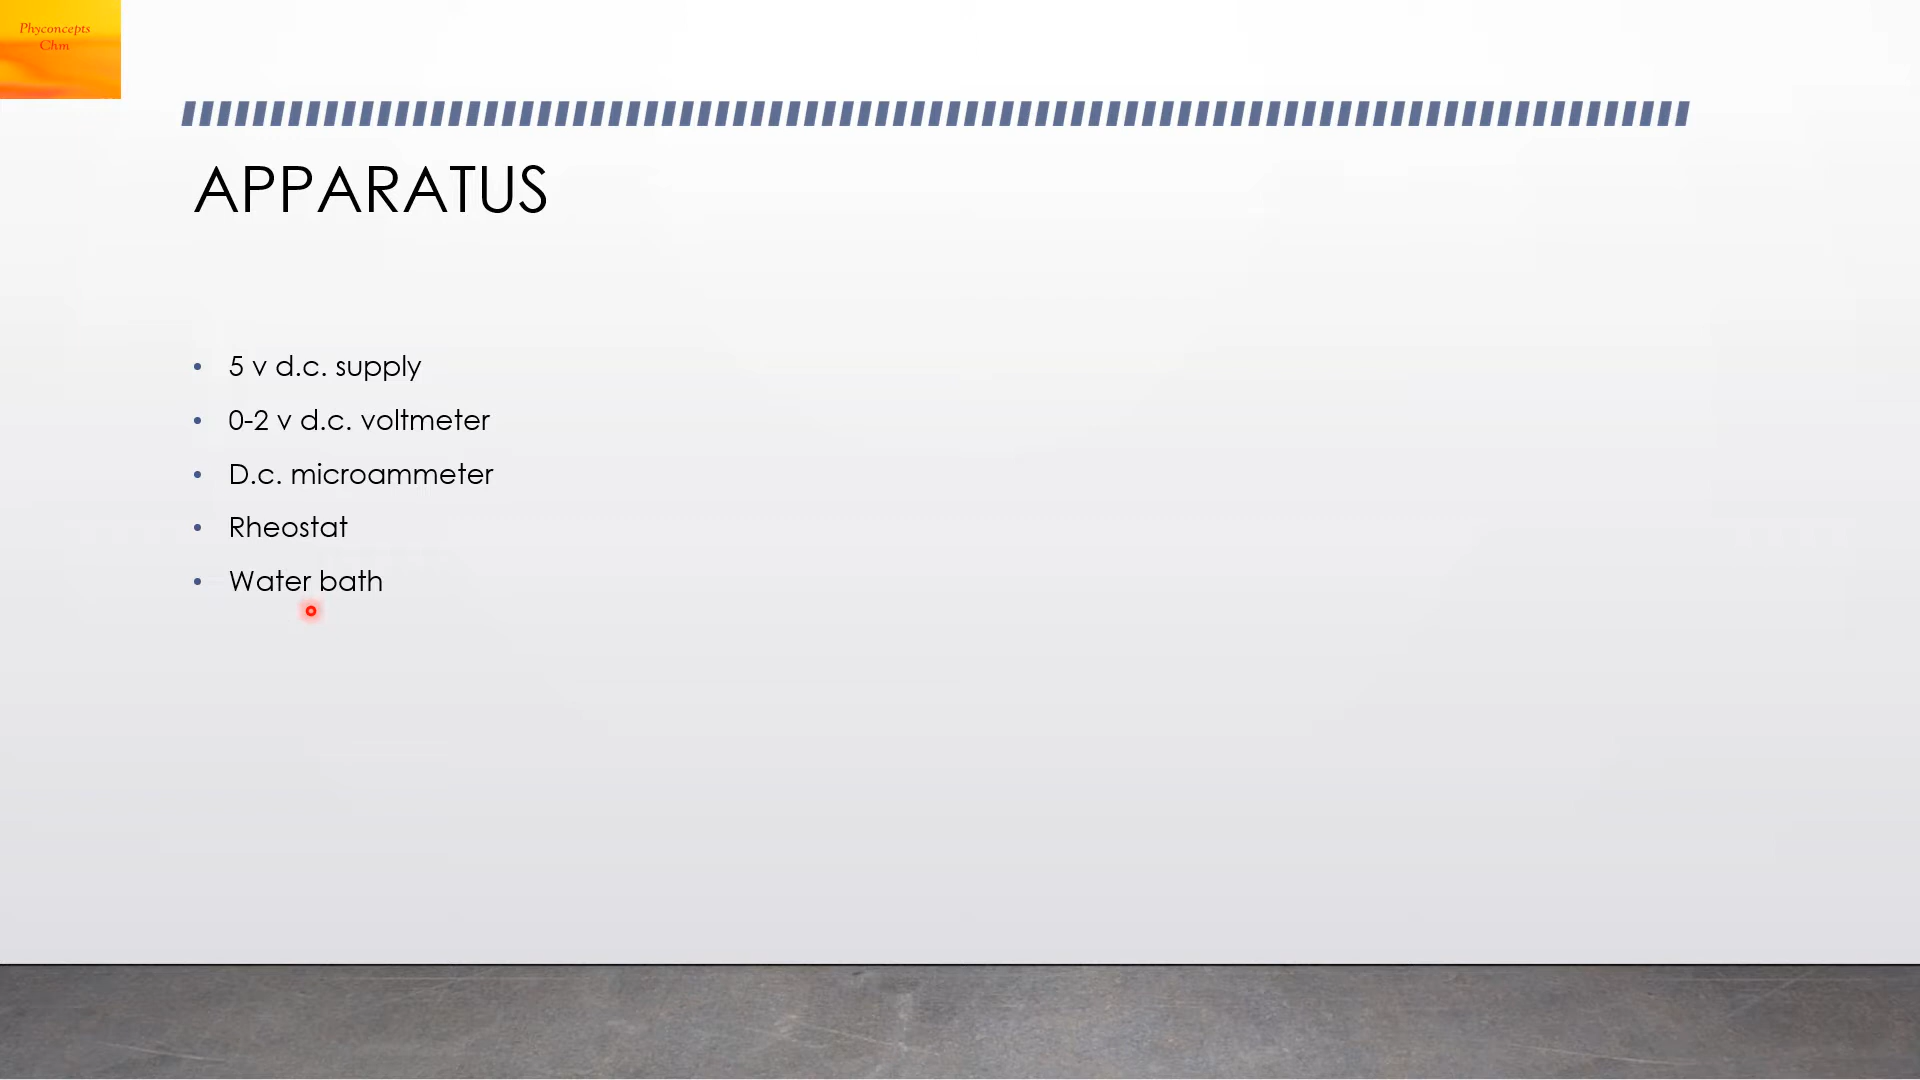 Phyconcepts
Chm
APPARATUS
5 v d.c. supply
0-2 v d.c. voltmeter
D.c. microammeter
Rheostat
Water bath